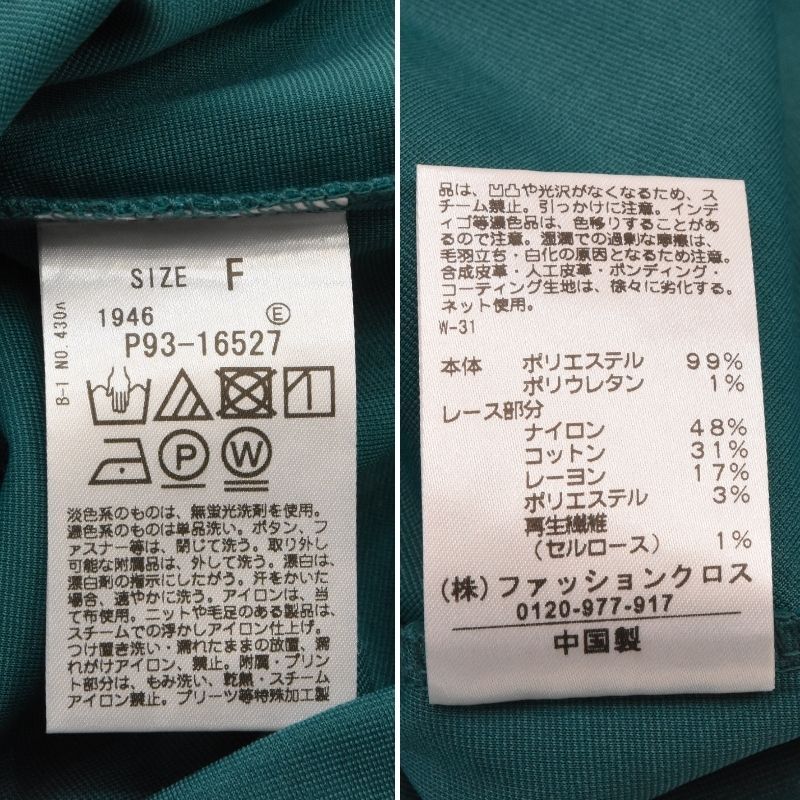 SIZE F
1946 Ⓔ
P93-16527
B-1 NO.430A
P W
淡色系のものは、無蛍光洗剤を使用。
濃色系のものは単品洗い。ボタン、フ
ァスナー等は、閉じて洗う。取り外し
可能な附属品は、外して洗う。漂白は、
漂白剤の指示にしたがう。汗をかいた
場合、速やかに洗う。アイロンは、当
て布使用。ニットや毛足のある製品は、
スチームでの浮かしアイロン仕上げ。
つけ置き洗い・濡れたままの放置、濡
れがけアイロン、禁止。附属・プリン
ト部分は、もみ洗い、乾燥・スチーム
アイロン禁止。プリーツ等特殊加工製
品は、凹凸や光沢がなくなるため、ス
チーム禁止。引っかけに注意。インデ
ィゴ等濃色品は、色移りすることがあ
るので注意。湿潤での過剰な摩擦は、
毛羽立ち・白化の原因となるため注意。
合成皮革・人工皮革・ボンディング・
コーティング生地は、徐々に劣化する。
ネット使用。
W-31
本体 ポリエステル 99%
ポリウレタン 1%
レース部分
ナイロン 48%
コットン 31%
レーヨン 17%
ポリエステル 3%
再生繊維
(セルロース) 1%
(株)ファッションクロス
0120-977-917
中国製